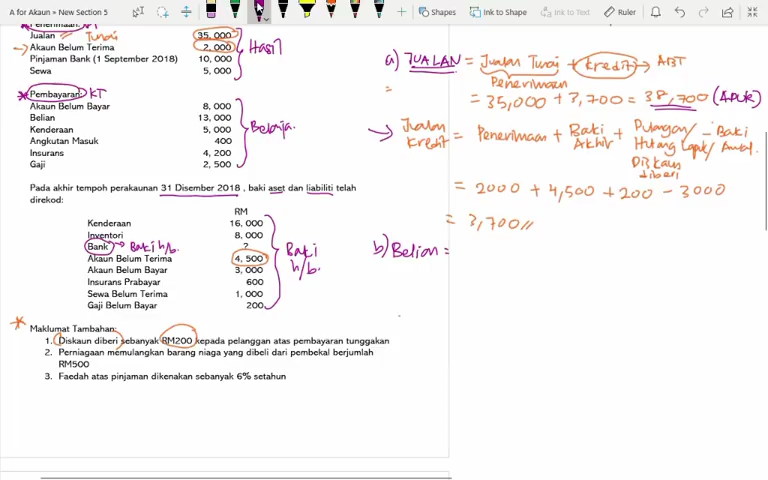 A for Akaun > New Section 5
Shapes
Ink to Shape
Ink to Text
Ruler
Penerimaan:
Jualan 35,000
Tunai
Akaun Belum Terima 2,000
Pinjaman Bank (1 September 2018) 10,000
Sewa 5,000
Hasil
Pembayaran: KT
Akaun Belum Bayar 8,000
Belian 13,000
Kenderaan 5,000
Angkutan Masuk 400
Insurans 4,200
Gaji 2,500
Belanja
Pada akhir tempoh perakaunan 31 Disember 2018, baki aset dan liabiliti telah
direkod:
RM
Kenderaan 16,000
Inventori 8,000
Bank → Baki h/b. ?
Akaun Belum Terima 4,500
Akaun Belum Bayar 3,000
Insurans Prabayar 600
Sewa Belum Terima 1,000
Gaji Belum Bayar 200
Baki
h/b.
Maklumat Tambahan:
1. Diskaun diberi sebanyak RM200 kepada pelanggan atas pembayaran tunggakan
2. Perniagaan memulangkan barang niaga yang dibeli dari pembekal berjumlah
RM500
3. Faedah atas pinjaman dikenakan sebanyak 6% setahun
a) JUALAN = Jualan Tunai + Kredit → ABT
Penerimaan
=
= 35,000 + 3,700 = 38,700 (APUR)
→ Jualan Kredit = Penerimaan + Baki Akhir + Pulangan/ Hutang Lapuk/ Diskaun diberi - Baki Awal.
= 2000 + 4,500 + 200 - 3000
= 3,700 //
b) Belian =